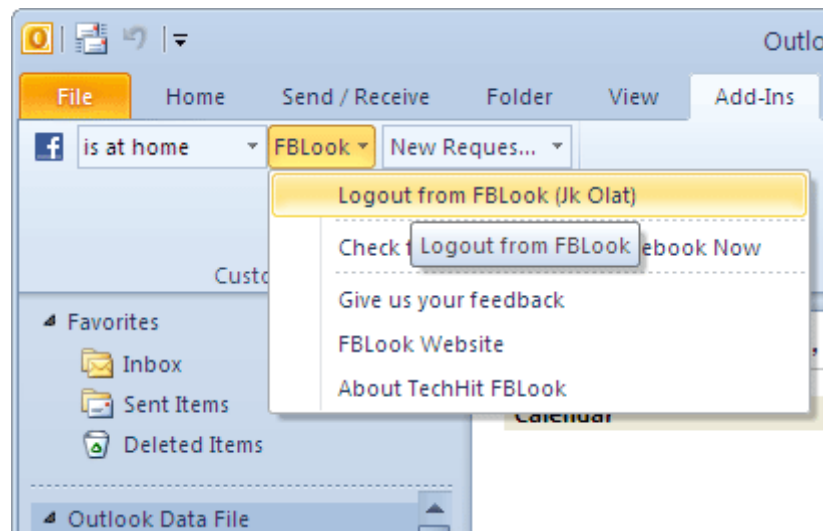 Outlo
File Home Send / Receive Folder View Add-Ins
is at home FBLook New Reques...
Logout from FBLook (Jk Olat)
Check f Logout from FBLook ebook Now
Custo
Give us your feedback
Favorites
FBLook Website
Inbox
About TechHit FBLook
Sent Items
Calendar
Deleted Items
Outlook Data File